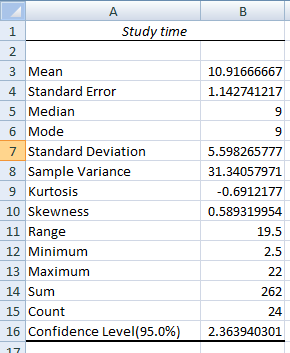 A B
1 Study time
2
3 Mean 10.91666667
4 Standard Error 1.142741217
5 Median 9
6 Mode 9
7 Standard Deviation 5.598265777
8 Sample Variance 31.34057971
9 Kurtosis -0.6912177
10 Skewness 0.589319954
11 Range 19.5
12 Minimum 2.5
13 Maximum 22
14 Sum 262
15 Count 24
16 Confidence Level(95.0%) 2.363940301
17